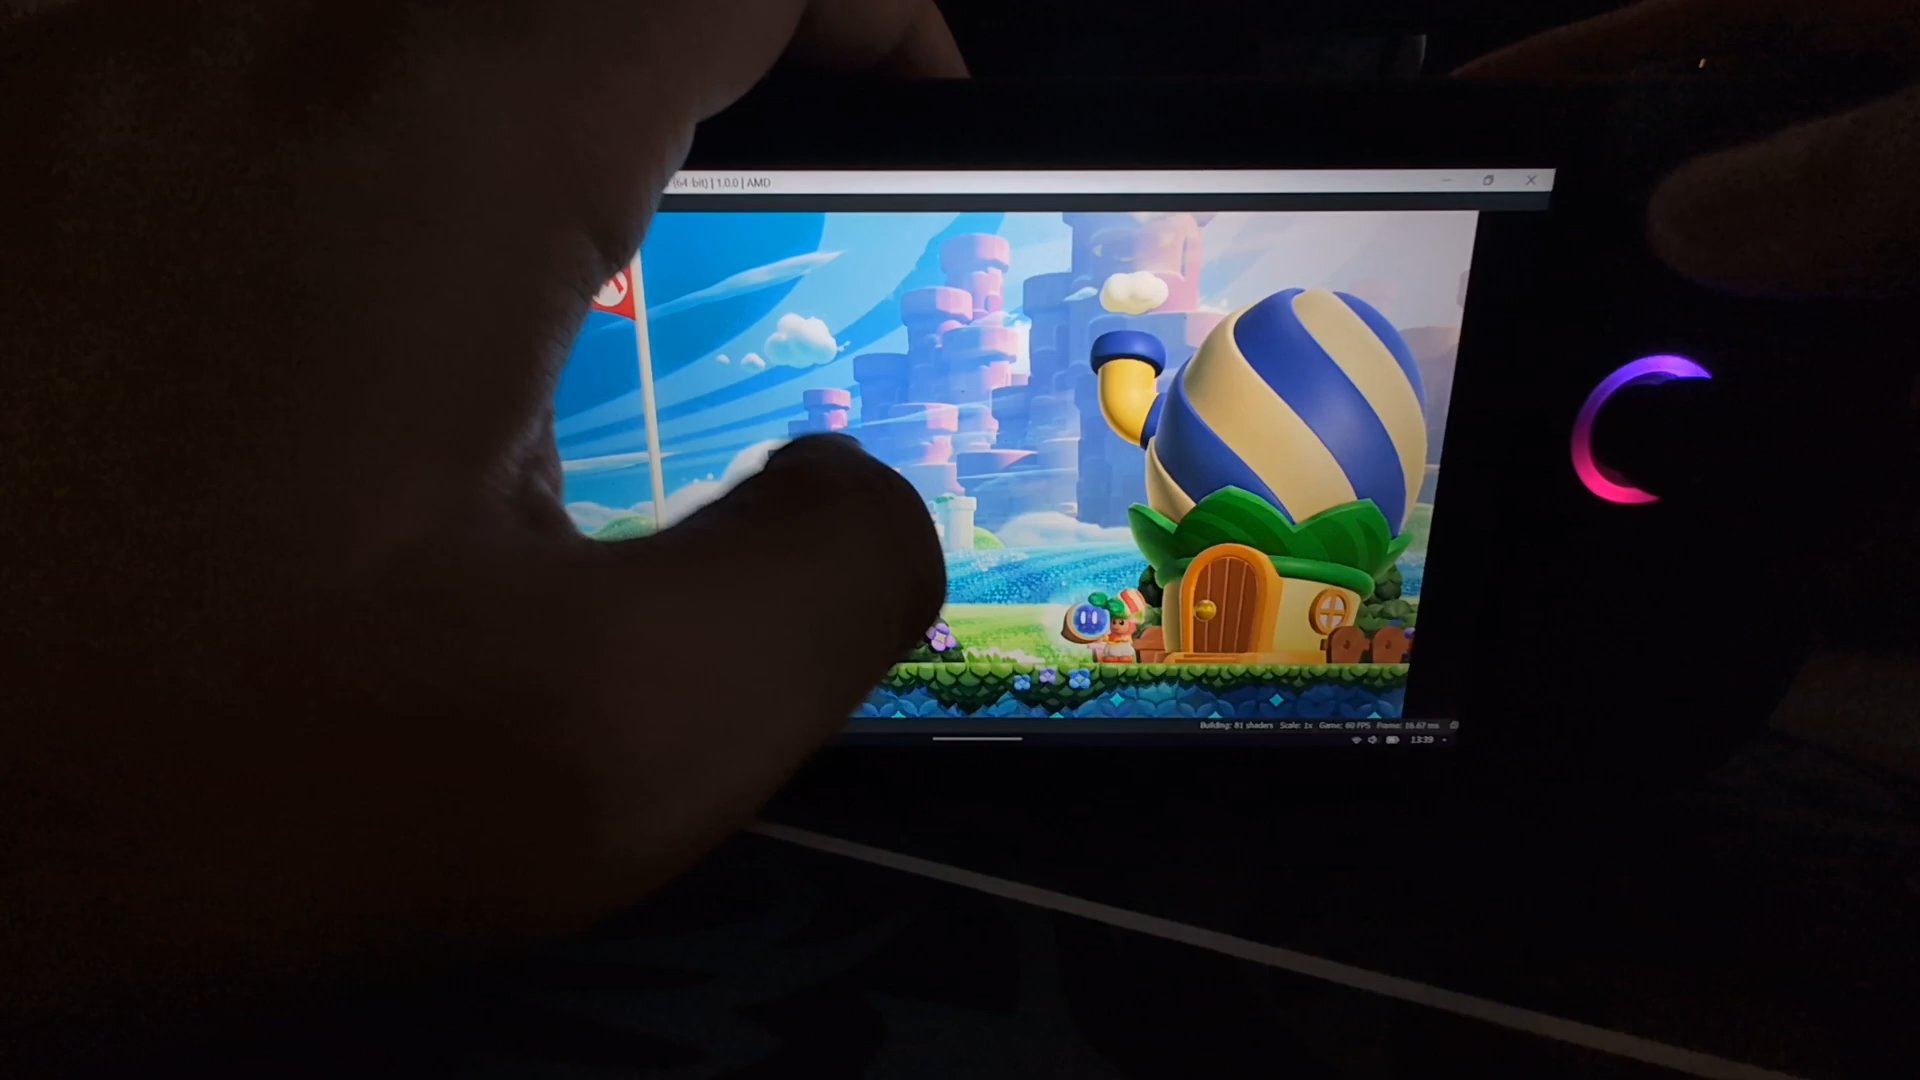 (64-bit) | 1.0.0 | AMD
Building: 81 shaders Scale: 1x Game: 60 FPS Frame: 16.67 ms
13:39